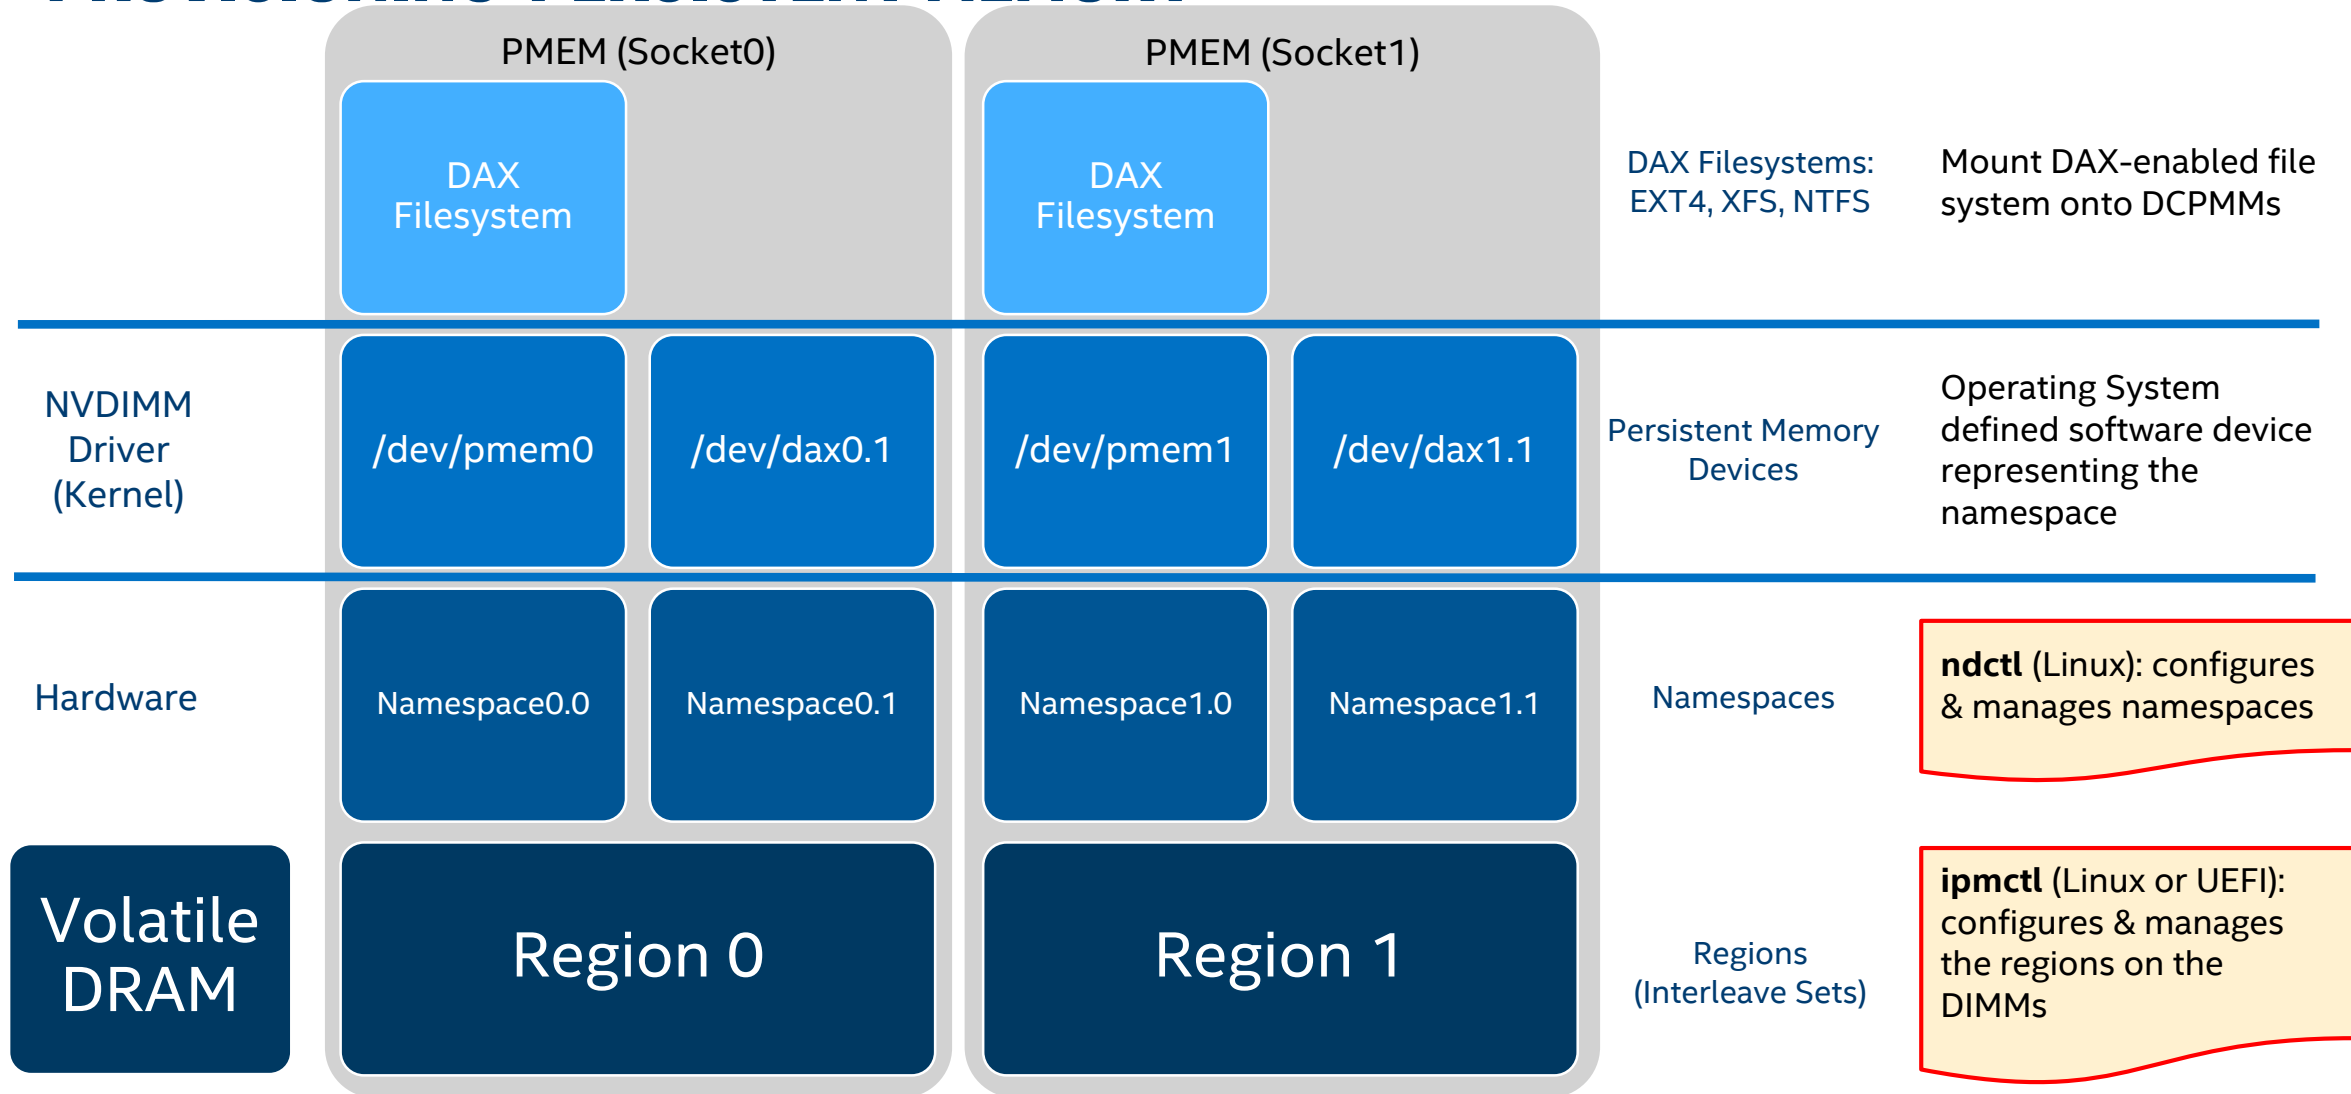 PMEM (Socket0)
PMEM (Socket1)
DAX
Filesystem
DAX
Filesystem
DAX Filesystems:
EXT4, XFS, NTFS
Mount DAX-enabled file
system onto DCPMMs
NVDIMM
Driver
(Kernel)
/dev/pmem0
/dev/dax0.1
/dev/pmem1
/dev/dax1.1
Persistent Memory
Devices
Operating System
defined software device
representing the
namespace
Hardware
Namespace0.0
Namespace0.1
Namespace1.0
Namespace1.1
Namespaces
ndctl (Linux): configures
& manages namespaces
Volatile
DRAM
Region 0
Region 1
Regions
(Interleave Sets)
ipmctl (Linux or UEFI):
configures & manages
the regions on the
DIMMs